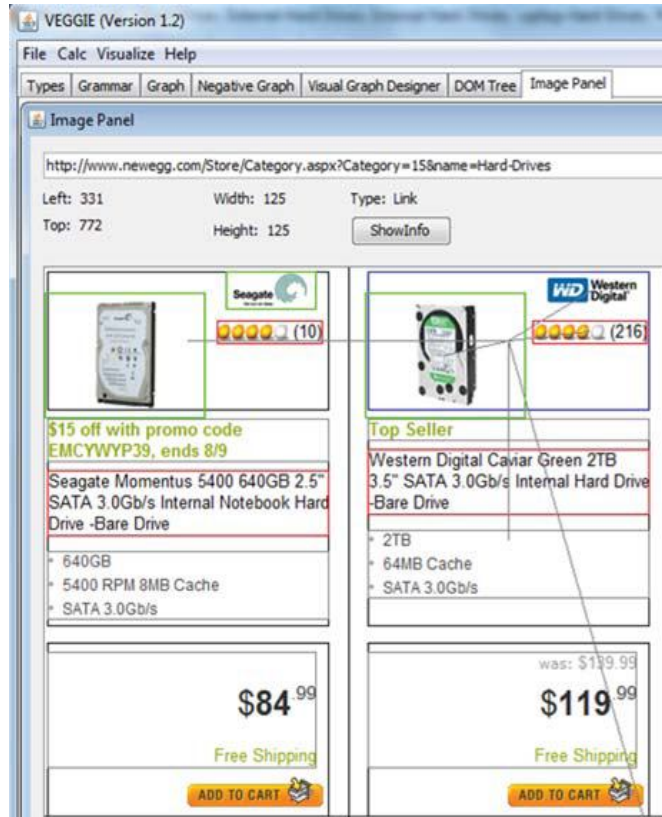 VEGGIE (Version 1.2)
File Calc Visualize Help
Types Grammar Graph Negative Graph Visual Graph Designer DOM Tree Image Panel
Image Panel
http://www.newegg.com/Store/Category.aspx?Category=15&name=Hard-Drives
Left: 331 Width: 125 Type: Link
Top: 772 Height: 125 ShowInfo
Seagate
(10)
$15 off with promo code
EMCYWYP39, ends 8/9
Seagate Momentus 5400 640GB 2.5"
SATA 3.0Gb/s Internal Notebook Hard
Drive -Bare Drive
640GB
5400 RPM 8MB Cache
SATA 3.0Gb/s
$84.99
Free Shipping
ADD TO CART
WD Western
Digital
(216)
Top Seller
Western Digital Caviar Green 2TB
3.5" SATA 3.0Gb/s Internal Hard Drive
-Bare Drive
2TB
64MB Cache
SATA 3.0Gb/s
was: $139.99
$119.99
Free Shipping
ADD TO CART